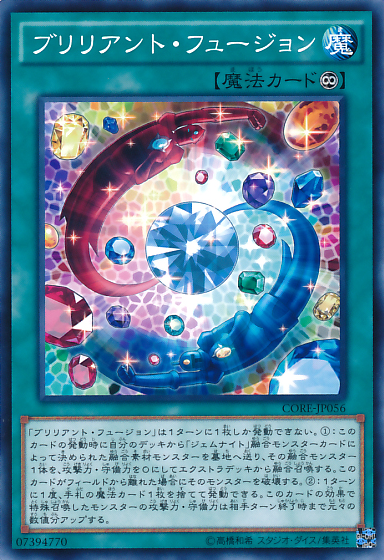 ブリリアント・フュージョン 魔
【魔法カード】
CORE-JP056
「ブリリアント・フュージョン」は1ターンに1枚しか発動できない。①:この
カードの発動時に自分のデッキから「ジェムナイト」融合モンスターカードに
よって決められた融合素材モンスターを墓地へ送り、その融合モンスター
1体を、攻撃力・守備力を0にしてエクストラデッキから融合召喚する。この
カードがフィールドから離れた場合にそのモンスターを破壊する。②:1ター
ンに1度、手札の魔法カード1枚を捨てて発動できる。このカードの効果で
特殊召喚したモンスターの攻撃力・守備力は相手ターン終了時まで元々の
数値分アップする。
07394770
©高橋和希 スタジオ・ダイス/集英社